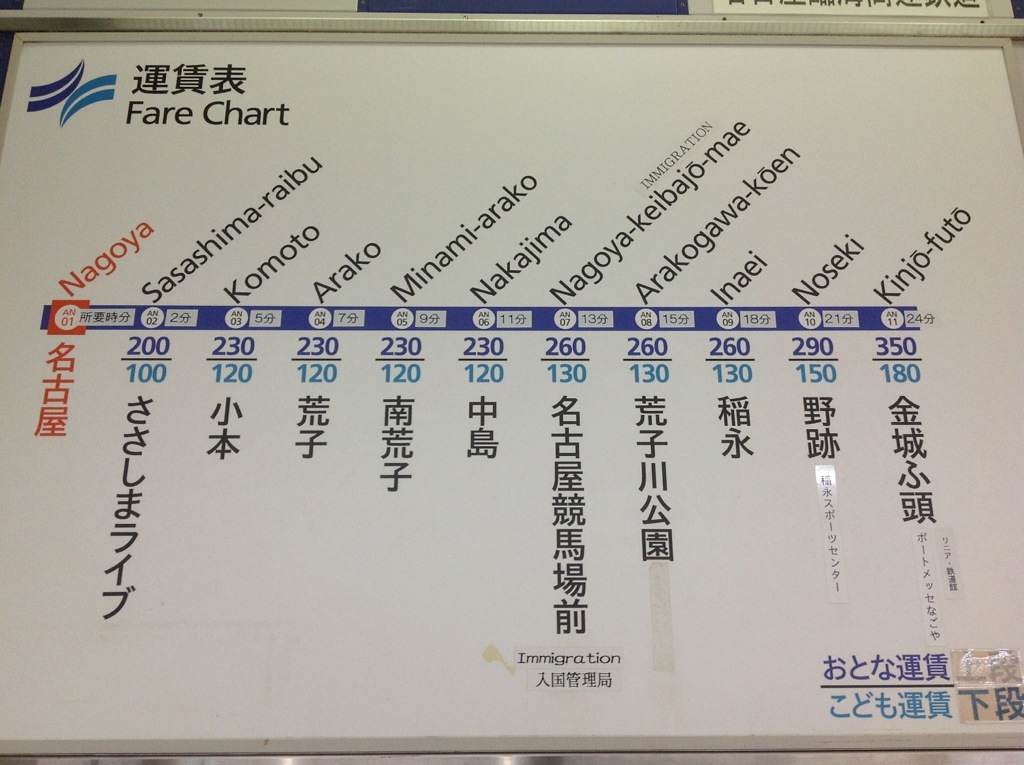 運賃表
Fare Chart
Nagoya
Sasashima-raibu
Komoto
Arako
Minami-arako
Nakajima
Nagoya-keibajō-mae
IMMIGRATION
Arakogawa-kōen
Inaei
Noseki
Kinjō-futō
AN 01 所要時分 AN 02 2分 AN 03 5分 AN 04 7分 AN 05 9分 AN 06 11分 AN 07 13分 AN 08 15分 AN 09 18分 AN 10 21分 AN 11 24分
200 230 230 230 230 260 260 260 290 350
100 120 120 120 120 130 130 130 150 180
名古屋
ささしまライブ
小本
荒子
南荒子
中島
名古屋競馬場前
荒子川公園
稲永
野跡
稲永スポーツセンター
金城ふ頭
ポートメッセなごや
リニア・鉄道館
Immigration
入国管理局
おとな運賃 上段
こども運賃 下段